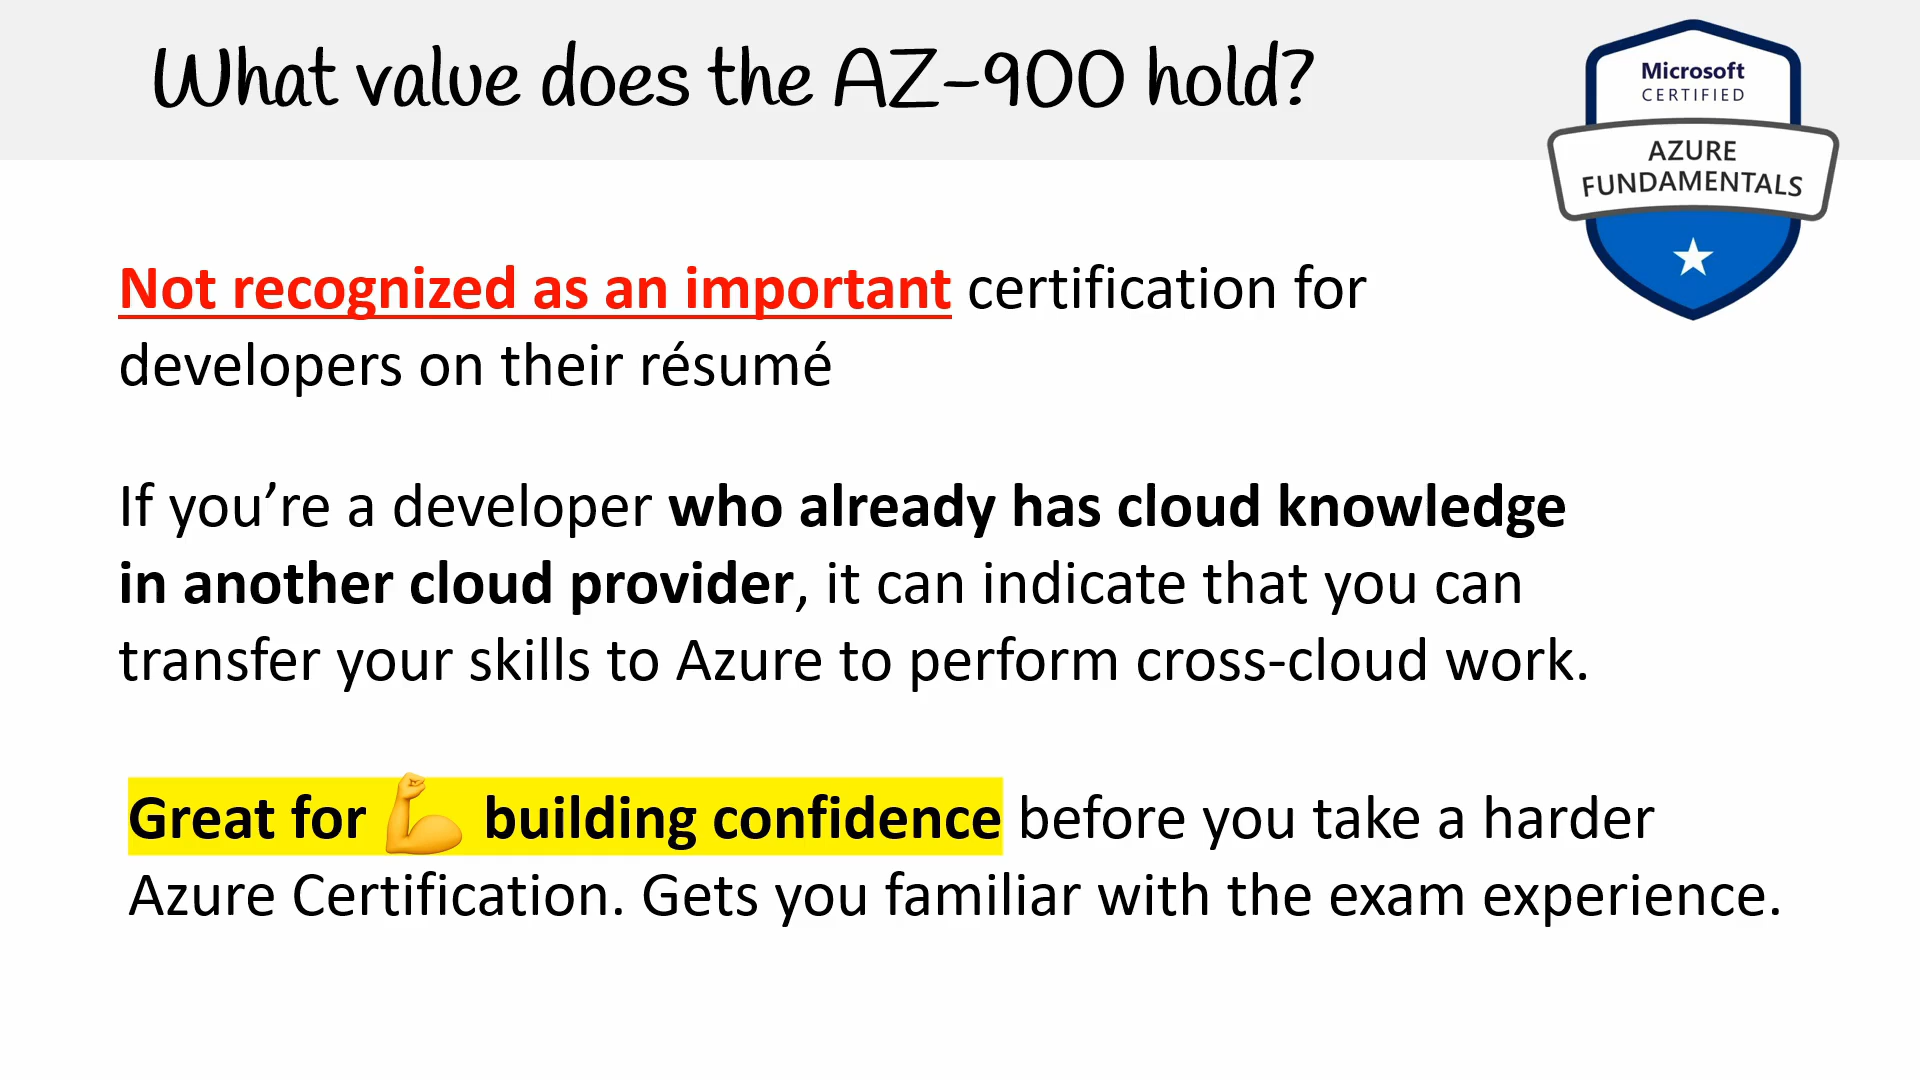 What value does the AZ-900 hold?
Microsoft
CERTIFIED
AZURE
FUNDAMENTALS
Not recognized as an important certification for
developers on their résumé
If you’re a developer who already has cloud knowledge
in another cloud provider, it can indicate that you can
transfer your skills to Azure to perform cross-cloud work.
Great for 💪 building confidence before you take a harder
Azure Certification. Gets you familiar with the exam experience.